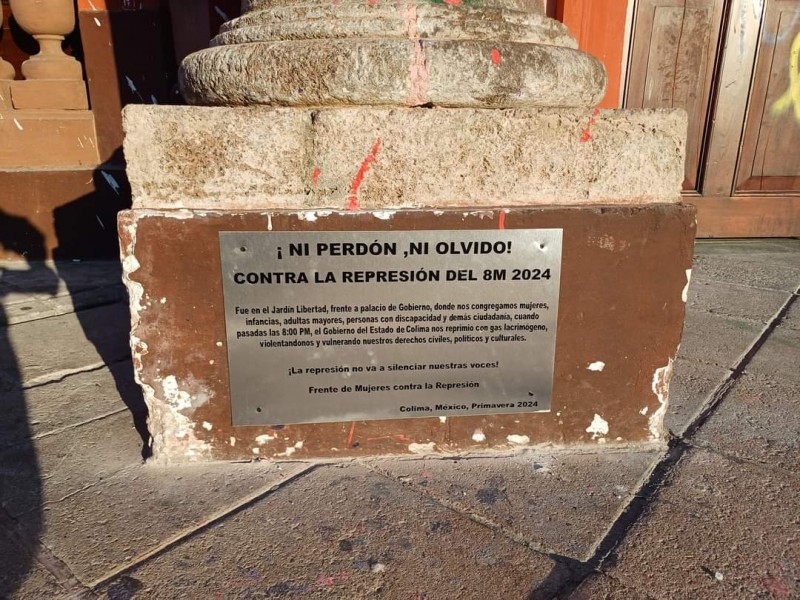 ¡ NI PERDÓN ,NI OLVIDO!
CONTRA LA REPRESIÓN DEL 8M 2024
Fue en el Jardín Libertad, frente a palacio de Gobierno, donde nos congregamos mujeres,
infancias, adultas mayores, personas con discapacidad y demás ciudadanía, cuando
pasadas las 8:00 PM, el Gobierno del Estado de Colima nos reprimio con gas lacrimógeno,
violentandonos y vulnerando nuestros derechos civiles, políticos y culturales.
¡La represión no va a silenciar nuestras voces!
Frente de Mujeres contra la Represión
Colima, México, Primavera 2024